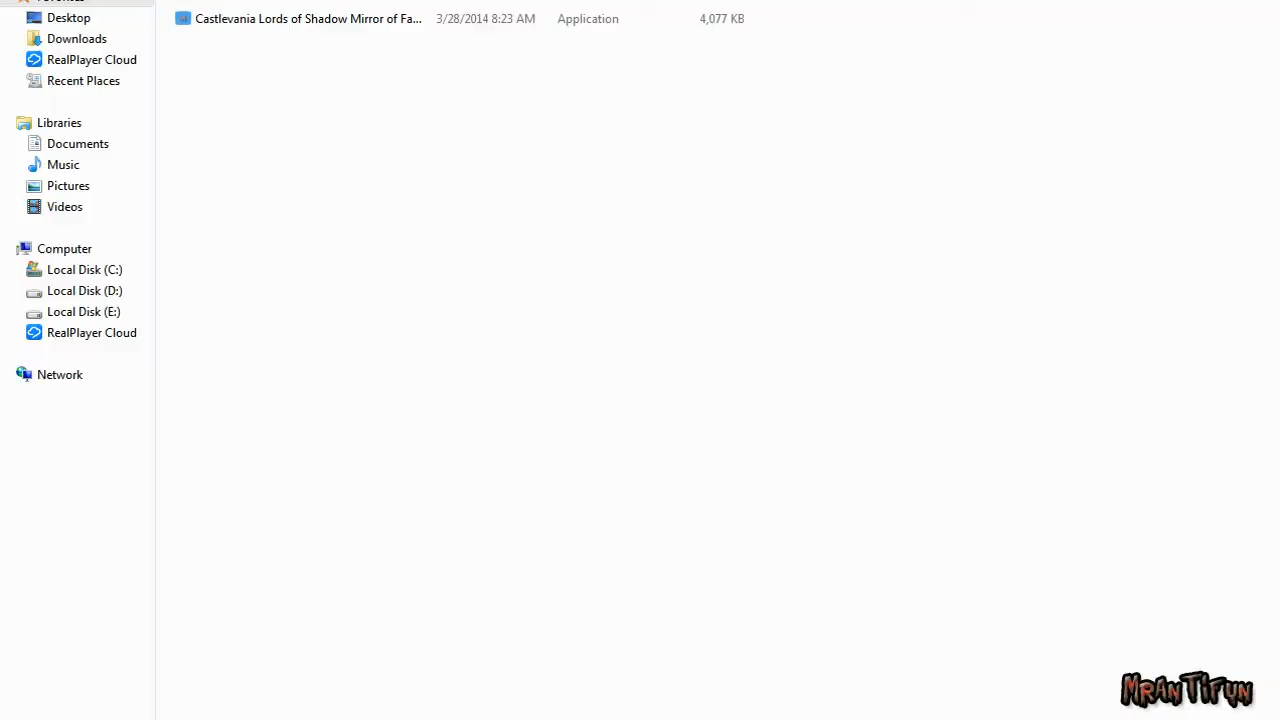 Desktop
Downloads
RealPlayer Cloud
Recent Places
Libraries
Documents
Music
Pictures
Videos
Computer
Local Disk (C:)
Local Disk (D:)
Local Disk (E:)
RealPlayer Cloud
Network
Castlevania Lords of Shadow Mirror of Fa... 3/28/2014 8:23 AM Application 4,077 KB
MrAnTiFun